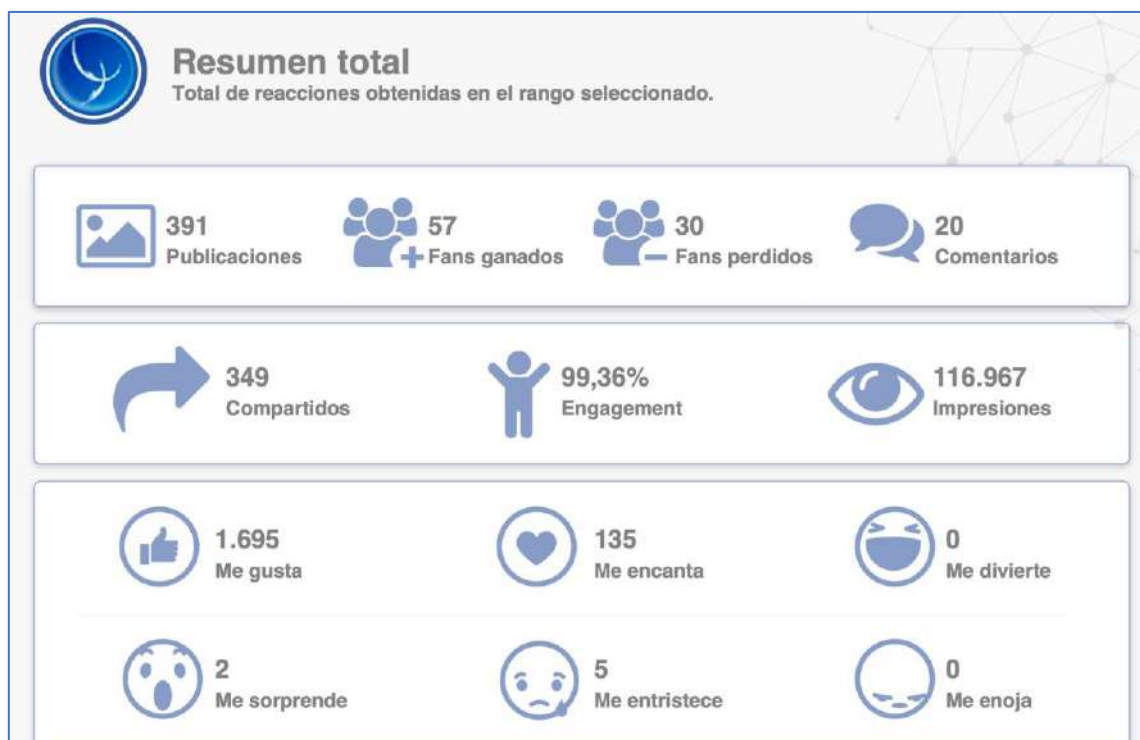 Resumen total
Total de reacciones obtenidas en el rango seleccionado.
391
Publicaciones
57
Fans ganados
30
Fans perdidos
20
Comentarios
349
Compartidos
99,36%
Engagement
116.967
Impresiones
1.695
Me gusta
135
Me encanta
0
Me divierte
2
Me sorprende
5
Me entristece
0
Me enoja